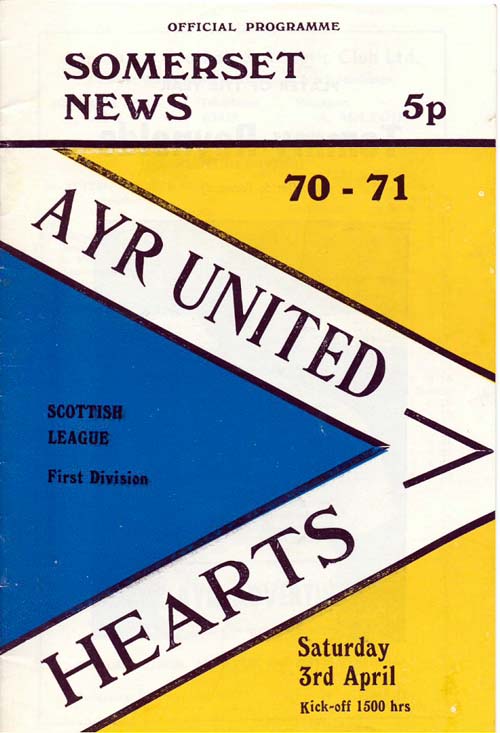 OFFICIAL PROGRAMME
SOMERSET
NEWS 5p
70 - 71
AYR UNITED
SCOTTISH
LEAGUE
First Division
HEARTS
Saturday
3rd April
Kick-off 1500 hrs